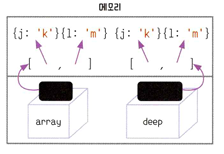 메모리
{j: 'k'}{l: 'm'} {j: 'k'}{l: 'm'}
[ , ] [ , ]
array deep